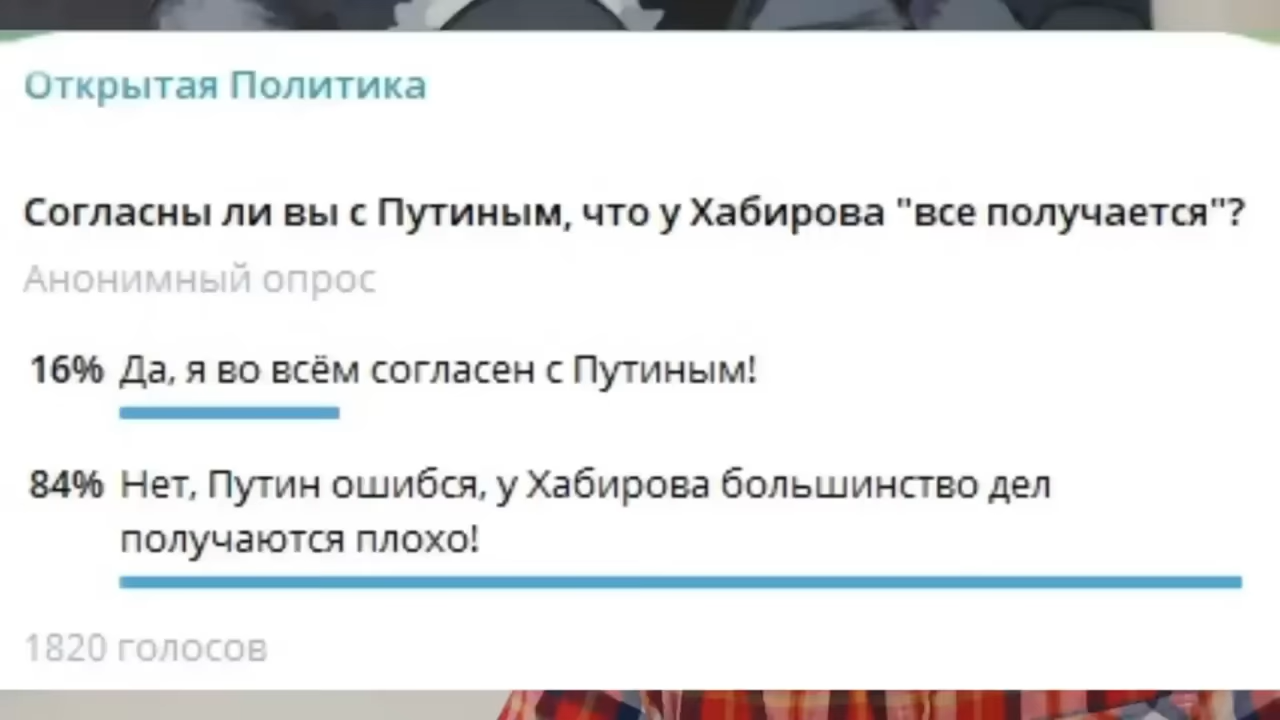 Открытая Политика
Согласны ли вы с Путиным, что у Хабирова "все получается"?
Анонимный опрос
16% Да, я во всём согласен с Путиным!
84% Нет, Путин ошибся, у Хабирова большинство дел
получаются плохо!
1820 голосов